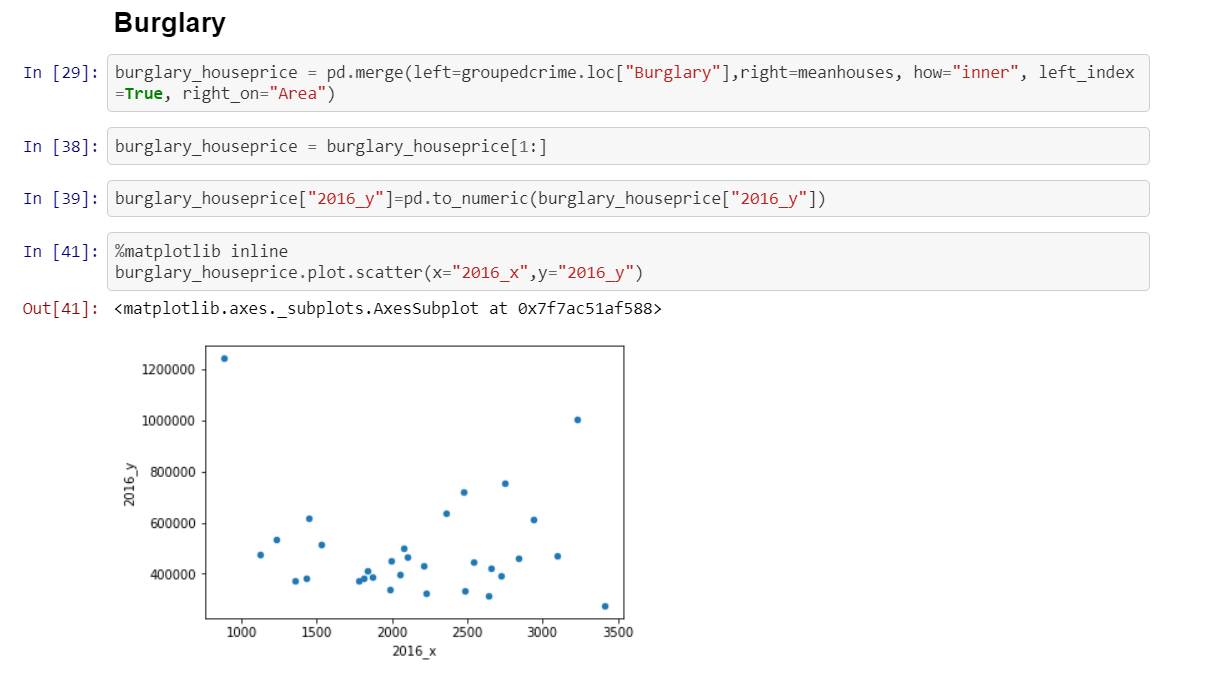 Burglary
In [29]: burglary_houseprice = pd.merge(left=groupedcrime.loc["Burglary"],right=meanhouses, how="inner", left_index
=True, right_on="Area")
In [38]: burglary_houseprice = burglary_houseprice[1:]
In [39]: burglary_houseprice["2016_y"]=pd.to_numeric(burglary_houseprice["2016_y"])
In [41]: %matplotlib inline
burglary_houseprice.plot.scatter(x="2016_x",y="2016_y")
Out[41]: <matplotlib.axes._subplots.AxesSubplot at 0x7f7ac51af588>
1200000
1000000
800000
2016_y
600000
400000
1000 1500 2000 2500 3000 3500
2016_x